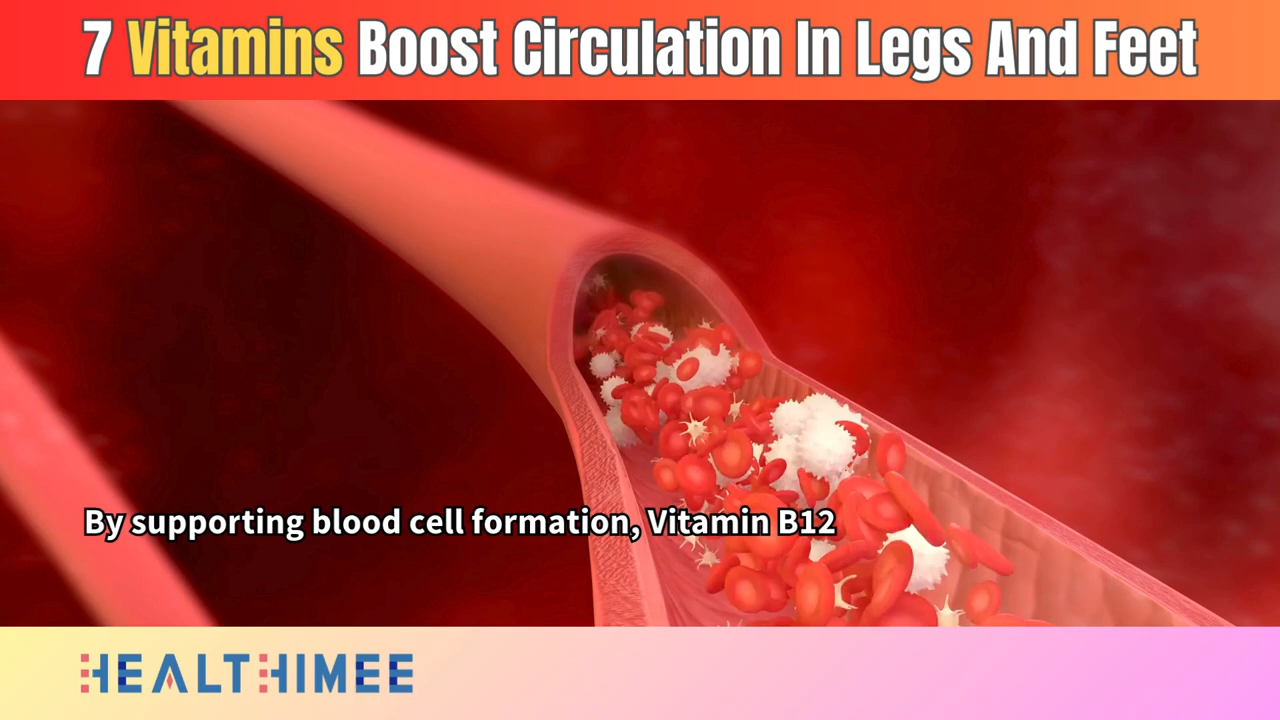 7 Vitamins Boost Circulation In Legs And Feet
By supporting blood cell formation, Vitamin B12
HEALTHIMEE